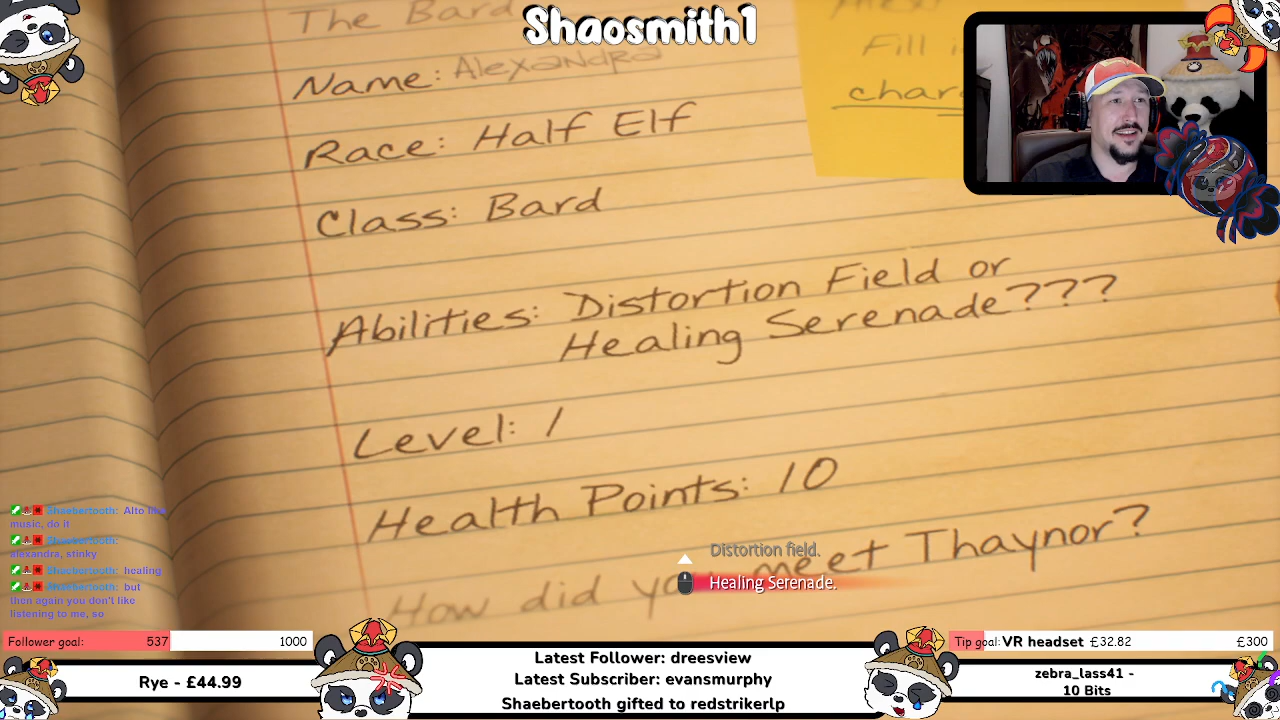 The Bard
Shaosmith1
Name: Alexandra
Fill i
char
Race: Half Elf
Class: Bard
Abilities: Distortion Field or
Healing Serenade???
Level: 1
Health Points: 10
How did you meet Thaynor?
Distortion field.
Healing Serenade.
Shaebertooth: Alto like
music, do it
Shaebertooth:
alexandra, stinky
Shaebertooth: healing
Shaebertooth: but
then again you don't like
listening to me, so
Follower goal: 537 1000
Tip goal: VR headset £32.82 £300
Rye - £44.99
Latest Follower: dreesview
Latest Subscriber: evansmurphy
Shaebertooth gifted to redstrikerlp
zebra_lass41 -
10 Bits